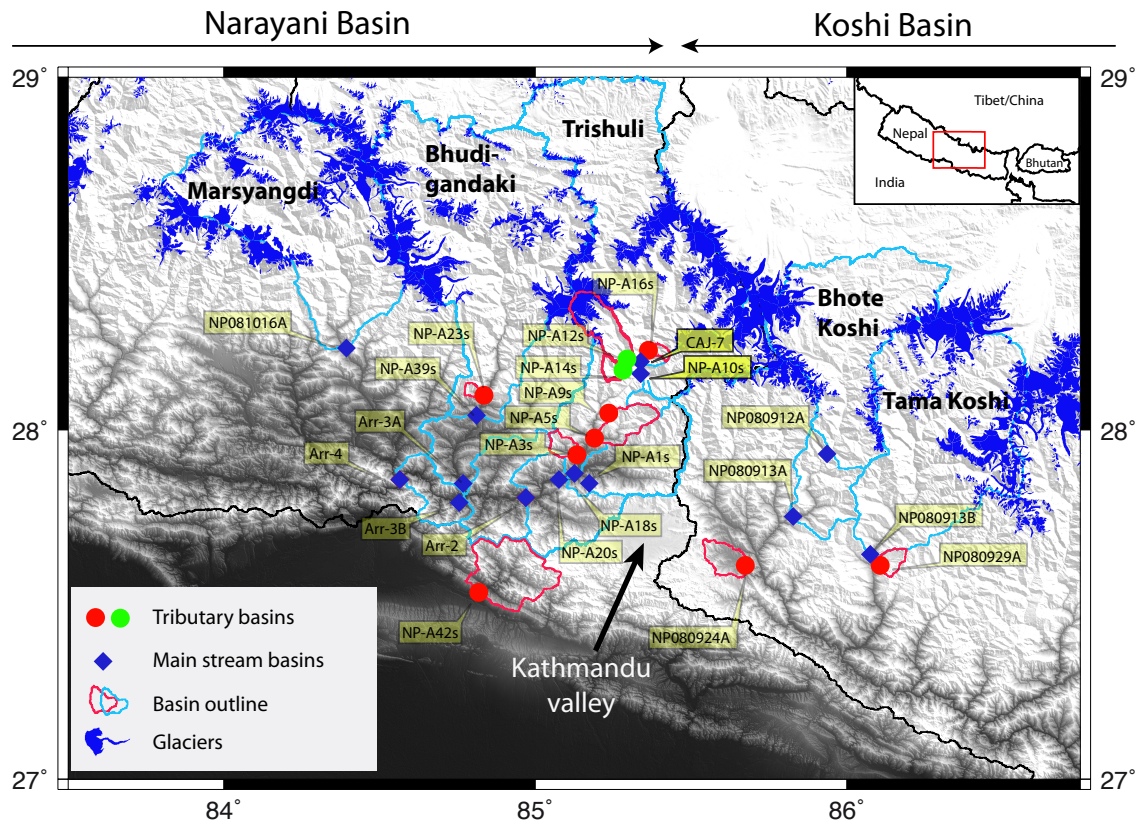 Narayani Basin
Koshi Basin
29˚
29˚
Tibet/China
Nepal
Bhutan
India
Trishuli
Bhudi-
gandaki
Marsyangdi
NP-A16s
Bhote
Koshi
NP081016A
NP-A23s
NP-A12s
CAJ-7
NP-A39s
NP-A14s
NP-A10s
NP-A9s
Tama Koshi
Arr-3A
NP-A5s
NP080912A
28˚
28˚
NP-A3s
Arr-4
NP-A1s
NP080913A
Arr-3B
NP-A18s
NP080913B
Arr-2
NP-A20s
NP080929A
NP-A42s
NP080924A
Kathmandu
valley
Tributary basins
Main stream basins
Basin outline
Glaciers
27˚
27˚
84˚
85˚
86˚